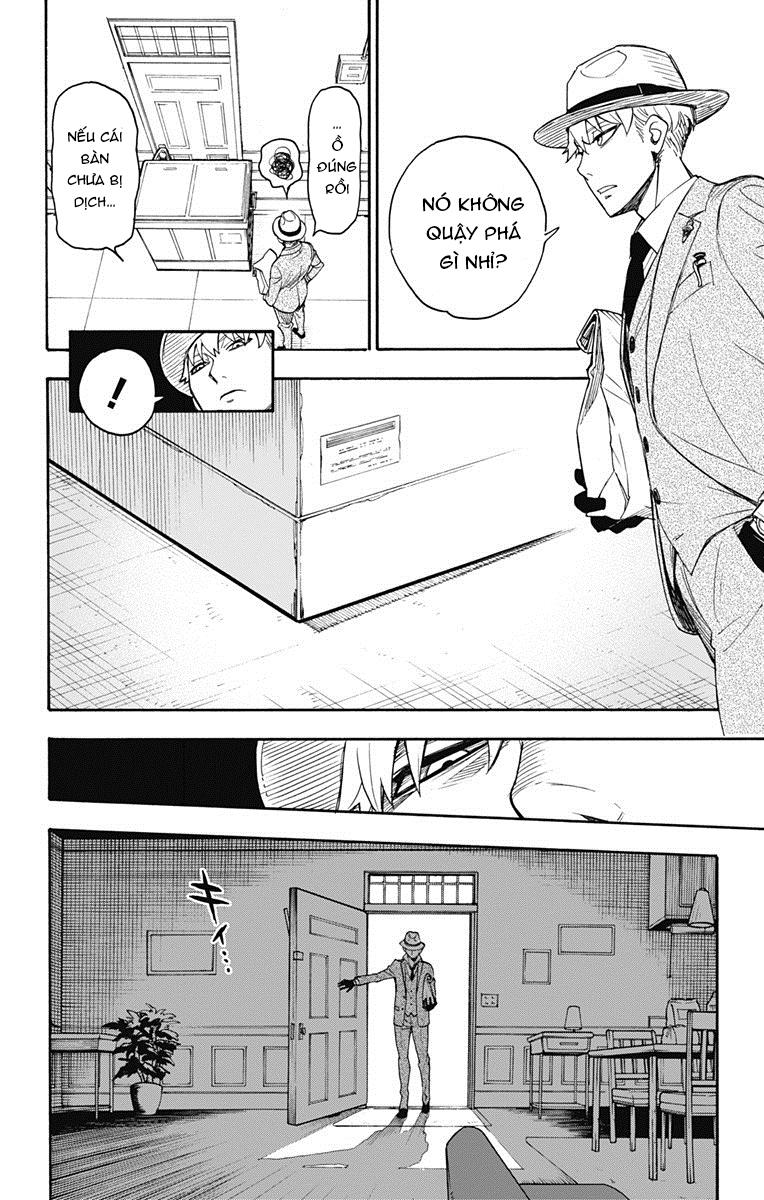 NÓ KHÔNG
QUẬY PHÁ
GÌ NHỈ?
...
Ồ
ĐÚNG
RỒI
NẾU CÁI
BÀN
CHƯA BỊ
DỊCH...
!
キィ...